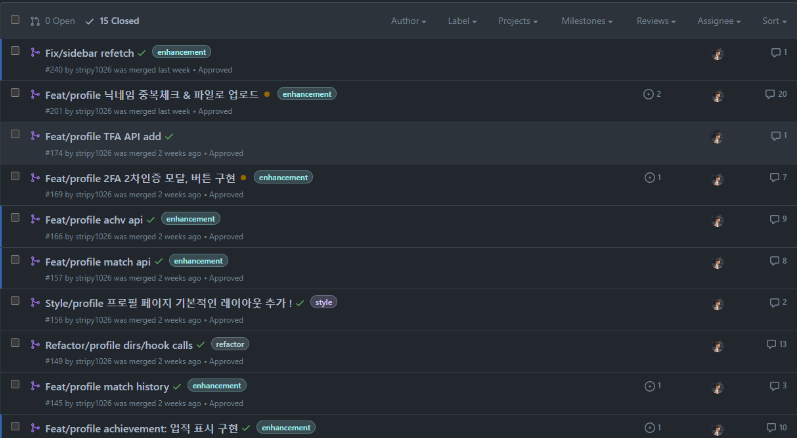 0 Open 15 Closed Author Label Projects Milestones Reviews Assignee Sort
Fix/sidebar refetch enhancement 1
#240 by stripy1026 was merged last week • Approved
Feat/profile 닉네임 중복체크 & 파일로 업로드 enhancement 2 20
#201 by stripy1026 was merged last week • Approved
Feat/profile TFA API add 1
#174 by stripy1026 was merged 2 weeks ago • Approved
Feat/profile 2FA 2차인증 모달, 버튼 구현 enhancement 1 7
#169 by stripy1026 was merged 2 weeks ago • Approved
Feat/profile achv api enhancement 9
#166 by stripy1026 was merged 2 weeks ago • Approved
Feat/profile match api enhancement 8
#157 by stripy1026 was merged 2 weeks ago • Approved
Style/profile 프로필 페이지 기본적인 레이아웃 추가 ! style 2
#156 by stripy1026 was merged 2 weeks ago • Approved
Refactor/profile dirs/hook calls refactor 13
#149 by stripy1026 was merged 2 weeks ago • Approved
Feat/profile match history enhancement 1 3
#145 by stripy1026 was merged 2 weeks ago • Approved
Feat/profile achievement: 업적 표시 구현 enhancement 1 10